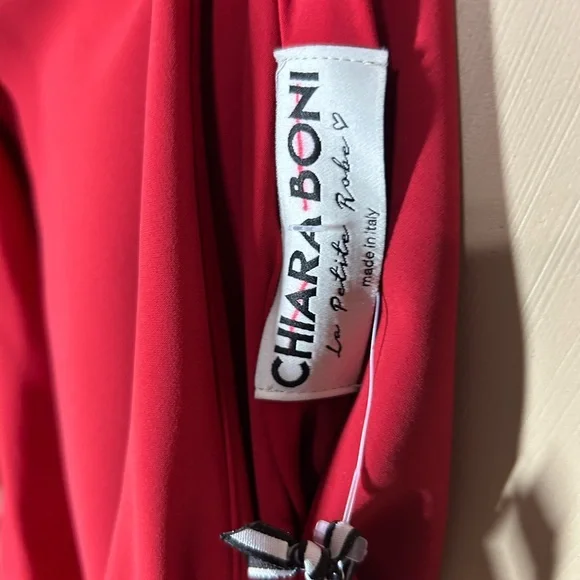 CHIARA BONI
La Petite Robe ♡
made in Italy